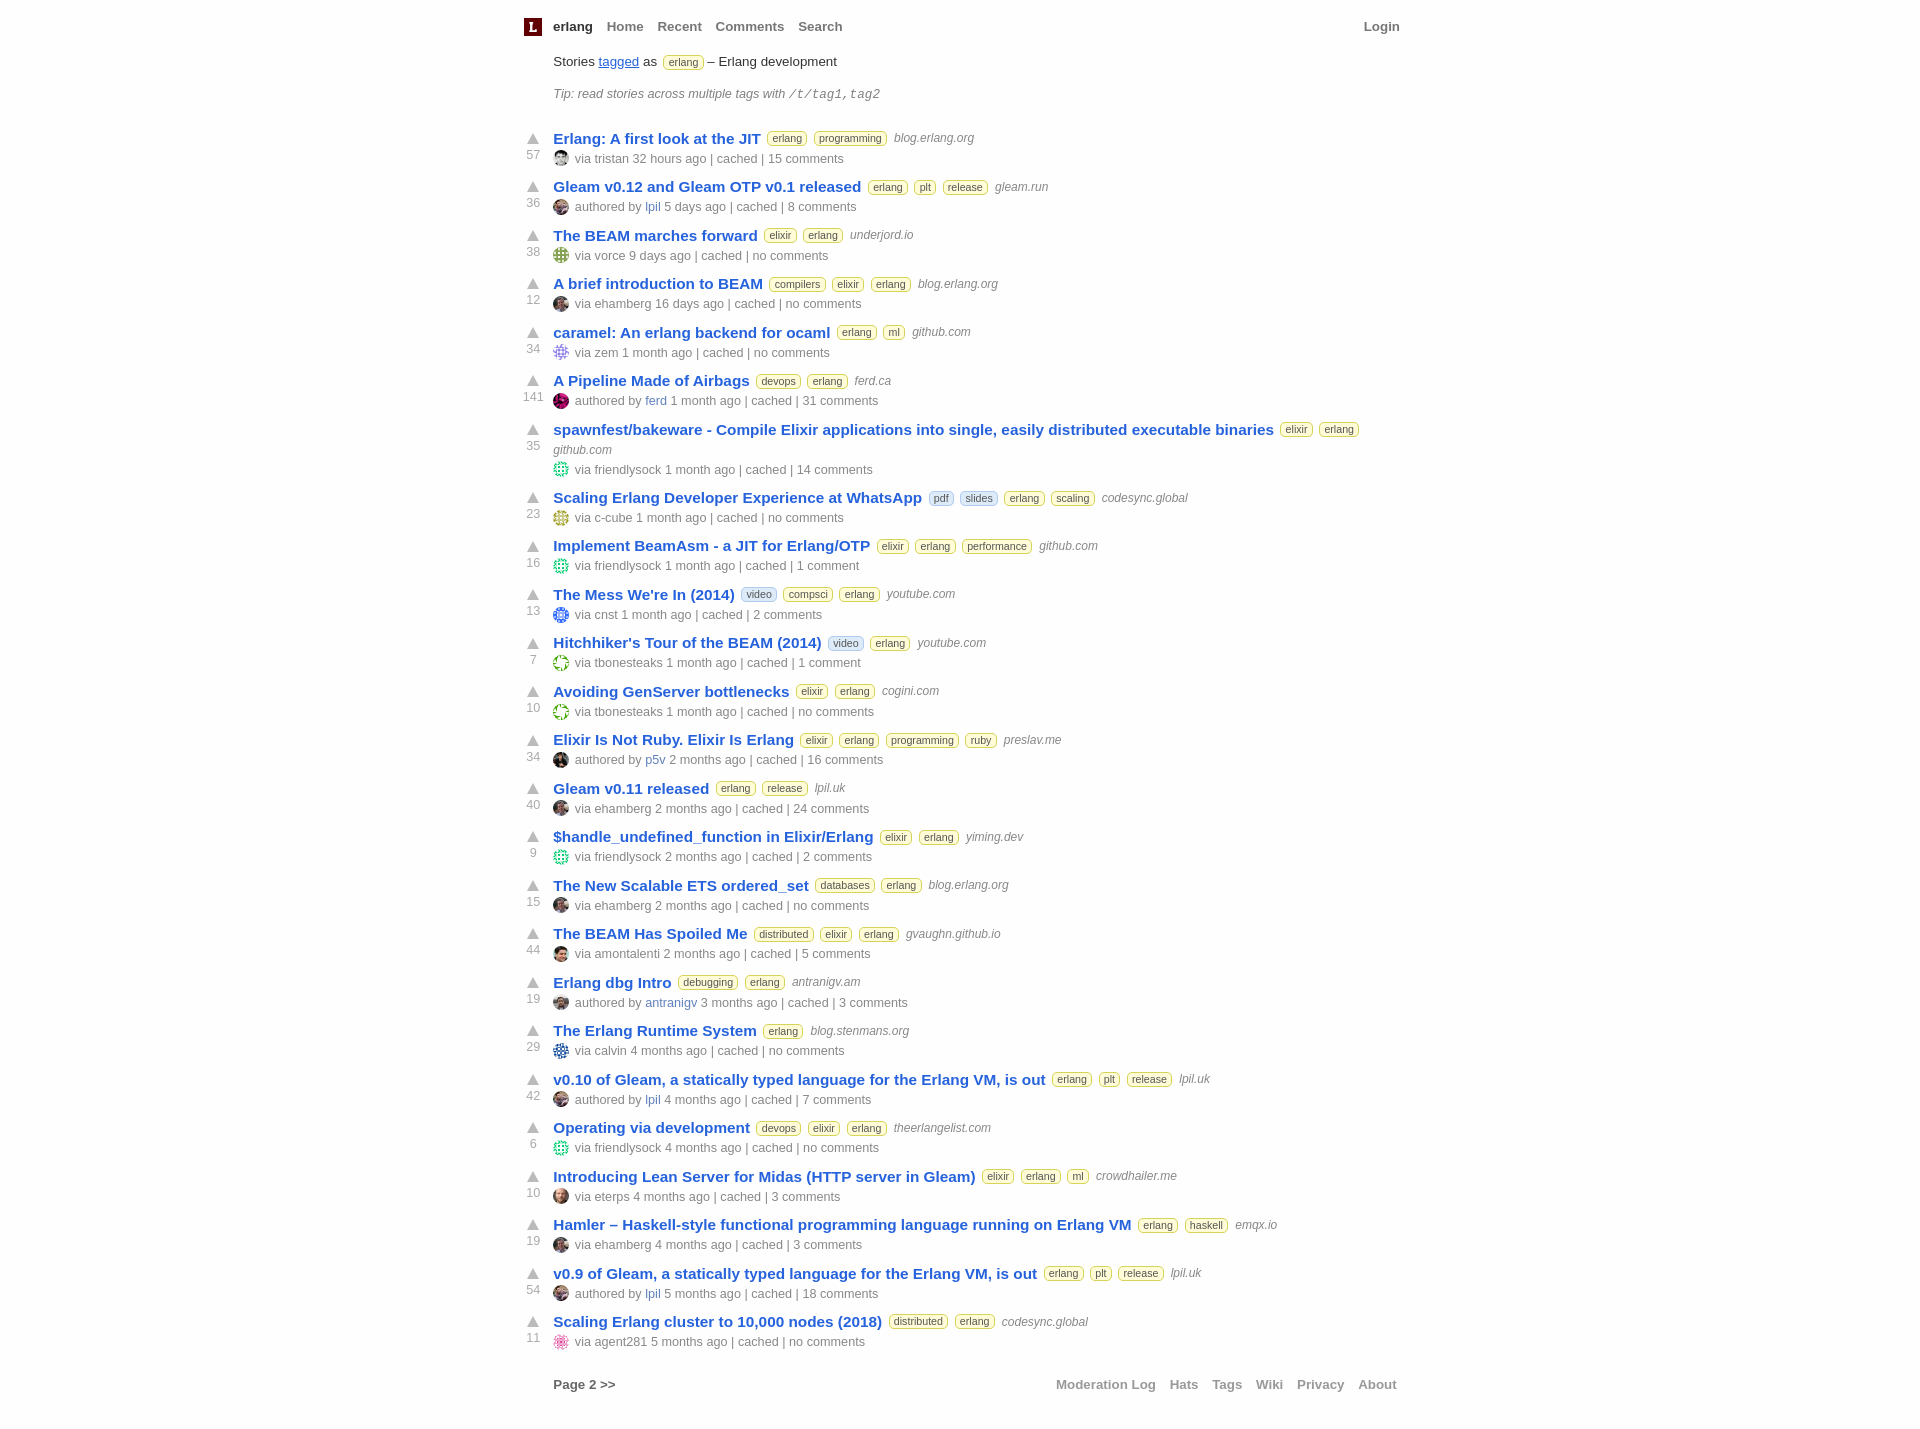 L erlang Home Recent Comments Search Login
Stories tagged as erlang – Erlang development
Tip: read stories across multiple tags with /t/tag1,tag2
Erlang: A first look at the JIT erlang programming blog.erlang.org
57 via tristan 32 hours ago | cached | 15 comments
Gleam v0.12 and Gleam OTP v0.1 released erlang plt release gleam.run
36 authored by lpil 5 days ago | cached | 8 comments
The BEAM marches forward elixir erlang underjord.io
38 via vorce 9 days ago | cached | no comments
A brief introduction to BEAM compilers elixir erlang blog.erlang.org
12 via ehamberg 16 days ago | cached | no comments
caramel: An erlang backend for ocaml erlang ml github.com
34 via zem 1 month ago | cached | no comments
A Pipeline Made of Airbags devops erlang ferd.ca
141 authored by ferd 1 month ago | cached | 31 comments
spawnfest/bakeware - Compile Elixir applications into single, easily distributed executable binaries elixir erlang
35 github.com
via friendlysock 1 month ago | cached | 14 comments
Scaling Erlang Developer Experience at WhatsApp pdf slides erlang scaling codesync.global
23 via c-cube 1 month ago | cached | no comments
Implement BeamAsm - a JIT for Erlang/OTP elixir erlang performance github.com
16 via friendlysock 1 month ago | cached | 1 comment
The Mess We're In (2014) video compsci erlang youtube.com
13 via cnst 1 month ago | cached | 2 comments
Hitchhiker's Tour of the BEAM (2014) video erlang youtube.com
7 via tbonesteaks 1 month ago | cached | 1 comment
Avoiding GenServer bottlenecks elixir erlang cogini.com
10 via tbonesteaks 1 month ago | cached | no comments
Elixir Is Not Ruby. Elixir Is Erlang elixir erlang programming ruby preslav.me
34 authored by p5v 2 months ago | cached | 16 comments
Gleam v0.11 released erlang release lpil.uk
40 via ehamberg 2 months ago | cached | 24 comments
$handle_undefined_function in Elixir/Erlang elixir erlang yiming.dev
9 via friendlysock 2 months ago | cached | 2 comments
The New Scalable ETS ordered_set databases erlang blog.erlang.org
15 via ehamberg 2 months ago | cached | no comments
The BEAM Has Spoiled Me distributed elixir erlang gvaughn.github.io
44 via amontalenti 2 months ago | cached | 5 comments
Erlang dbg Intro debugging erlang antranigv.am
19 authored by antranigv 3 months ago | cached | 3 comments
The Erlang Runtime System erlang blog.stenmans.org
29 via calvin 4 months ago | cached | no comments
v0.10 of Gleam, a statically typed language for the Erlang VM, is out erlang plt release lpil.uk
42 authored by lpil 4 months ago | cached | 7 comments
Operating via development devops elixir erlang theerlangelist.com
6 via friendlysock 4 months ago | cached | no comments
Introducing Lean Server for Midas (HTTP server in Gleam) elixir erlang ml crowdhailer.me
10 via eterps 4 months ago | cached | 3 comments
Hamler – Haskell-style functional programming language running on Erlang VM erlang haskell emqx.io
19 via ehamberg 4 months ago | cached | 3 comments
v0.9 of Gleam, a statically typed language for the Erlang VM, is out erlang plt release lpil.uk
54 authored by lpil 5 months ago | cached | 18 comments
Scaling Erlang cluster to 10,000 nodes (2018) distributed erlang codesync.global
11 via agent281 5 months ago | cached | no comments
Page 2 >> Moderation Log Hats Tags Wiki Privacy About